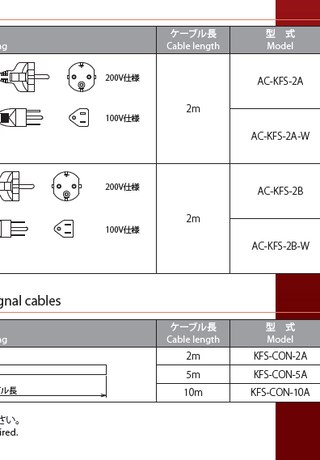 ng
ケーブル長
Cable length
型 式
Model
200V仕様
100V仕様
2m
AC-KFS-2A
AC-KFS-2A-W
200V仕様
100V仕様
2m
AC-KFS-2B
AC-KFS-2B-W
gnal cables
ng
ケーブル長
Cable length
型 式
Model
2m
KFS-CON-2A
5m
KFS-CON-5A
10m
KFS-CON-10A
ブル長
さい。
ired.